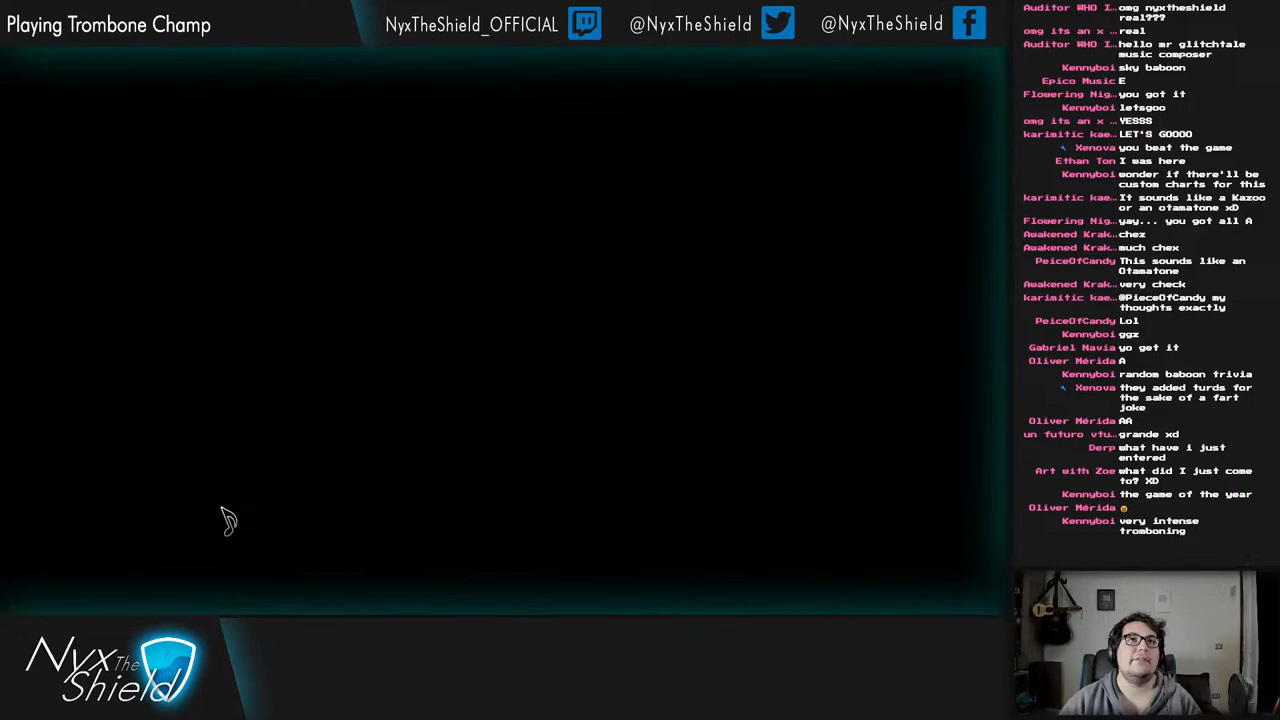 Playing Trombone Champ
NyxTheShield_OFFICIAL
@NyxTheShield
@NyxTheShield
Auditor WHO I… omg nyxtheshield
real???
omg its an x … real
Auditor WHO I… hello mr glitchtale
music composer
Kennyboi sky baboon
Epico Music E
Flowering Nig… you got it
Kennyboi letsgoo
omg its an x … YESSS
karimitic kae… LET'S GOOOO
Xenova you beat the game
Ethan Ton I was here
Kennyboi wonder if there'll be
custom charts for this
karimitic kae… It sounds like a Kazoo
or an otamatone xD
Flowering Nig… yay... you got all A
Awakened Krak… chez
Awakened Krak… much chex
PeiceOfCandy This sounds like an
Otamatone
Awakened Krak… very check
karimitic kae… @PieceOfCandy my
thoughts exactly
PeiceOfCandy Lol
Kennyboi ggz
Gabriel Navia yo get it
Oliver Mérida A
Kennyboi random baboon trivia
Xenova they added turds for
the sake of a fart
joke
Oliver Mérida AA
un futuro vtu… grande xd
Derp what have i just
entered
Art with Zoe what did I just come
to? XD
Kennyboi the game of the year
Oliver Mérida
Kennyboi very intense
tromboning
Nyx The
Shield